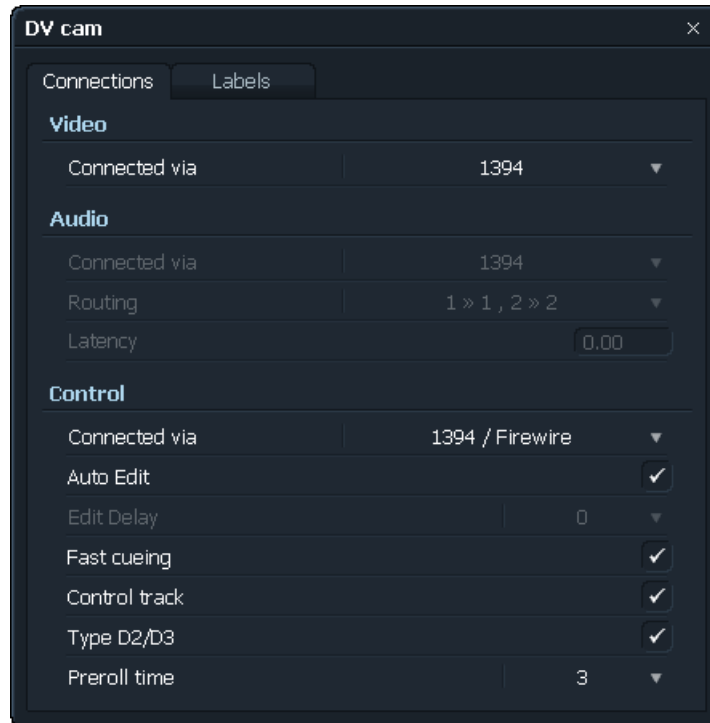 DV cam
Connections Labels
Video
Connected via 1394
Audio
Connected via 1394
Routing 1 » 1 , 2 » 2
Latency 0.00
Control
Connected via 1394 / Firewire
Auto Edit
Edit Delay 0
Fast cueing
Control track
Type D2/D3
Preroll time 3